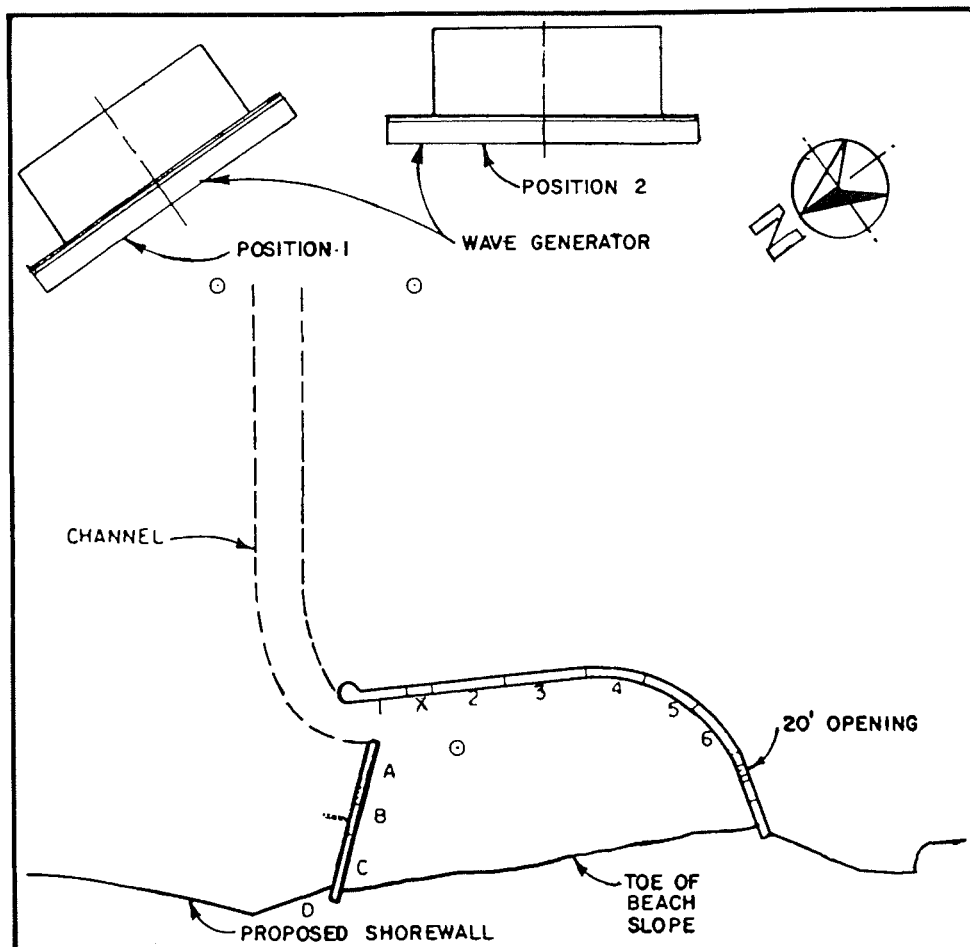 POSITION 2
POSITION 1
WAVE GENERATOR
N
CHANNEL
1 X 2 3 4 5 6
20' OPENING
A
B
C
D
TOE OF
BEACH
SLOPE
PROPOSED SHOREWALL